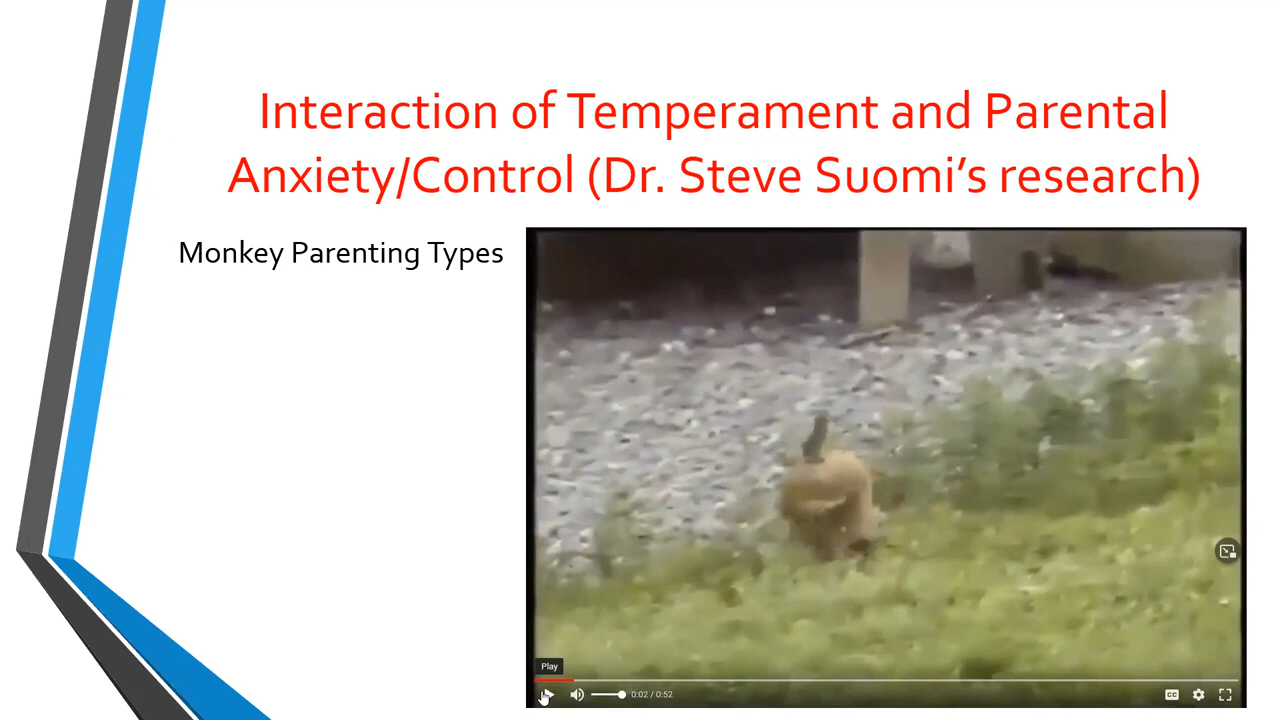 Interaction of Temperament and Parental
Anxiety/Control (Dr. Steve Suomi’s research)
Monkey Parenting Types
Play
0:02 / 0:52
CC